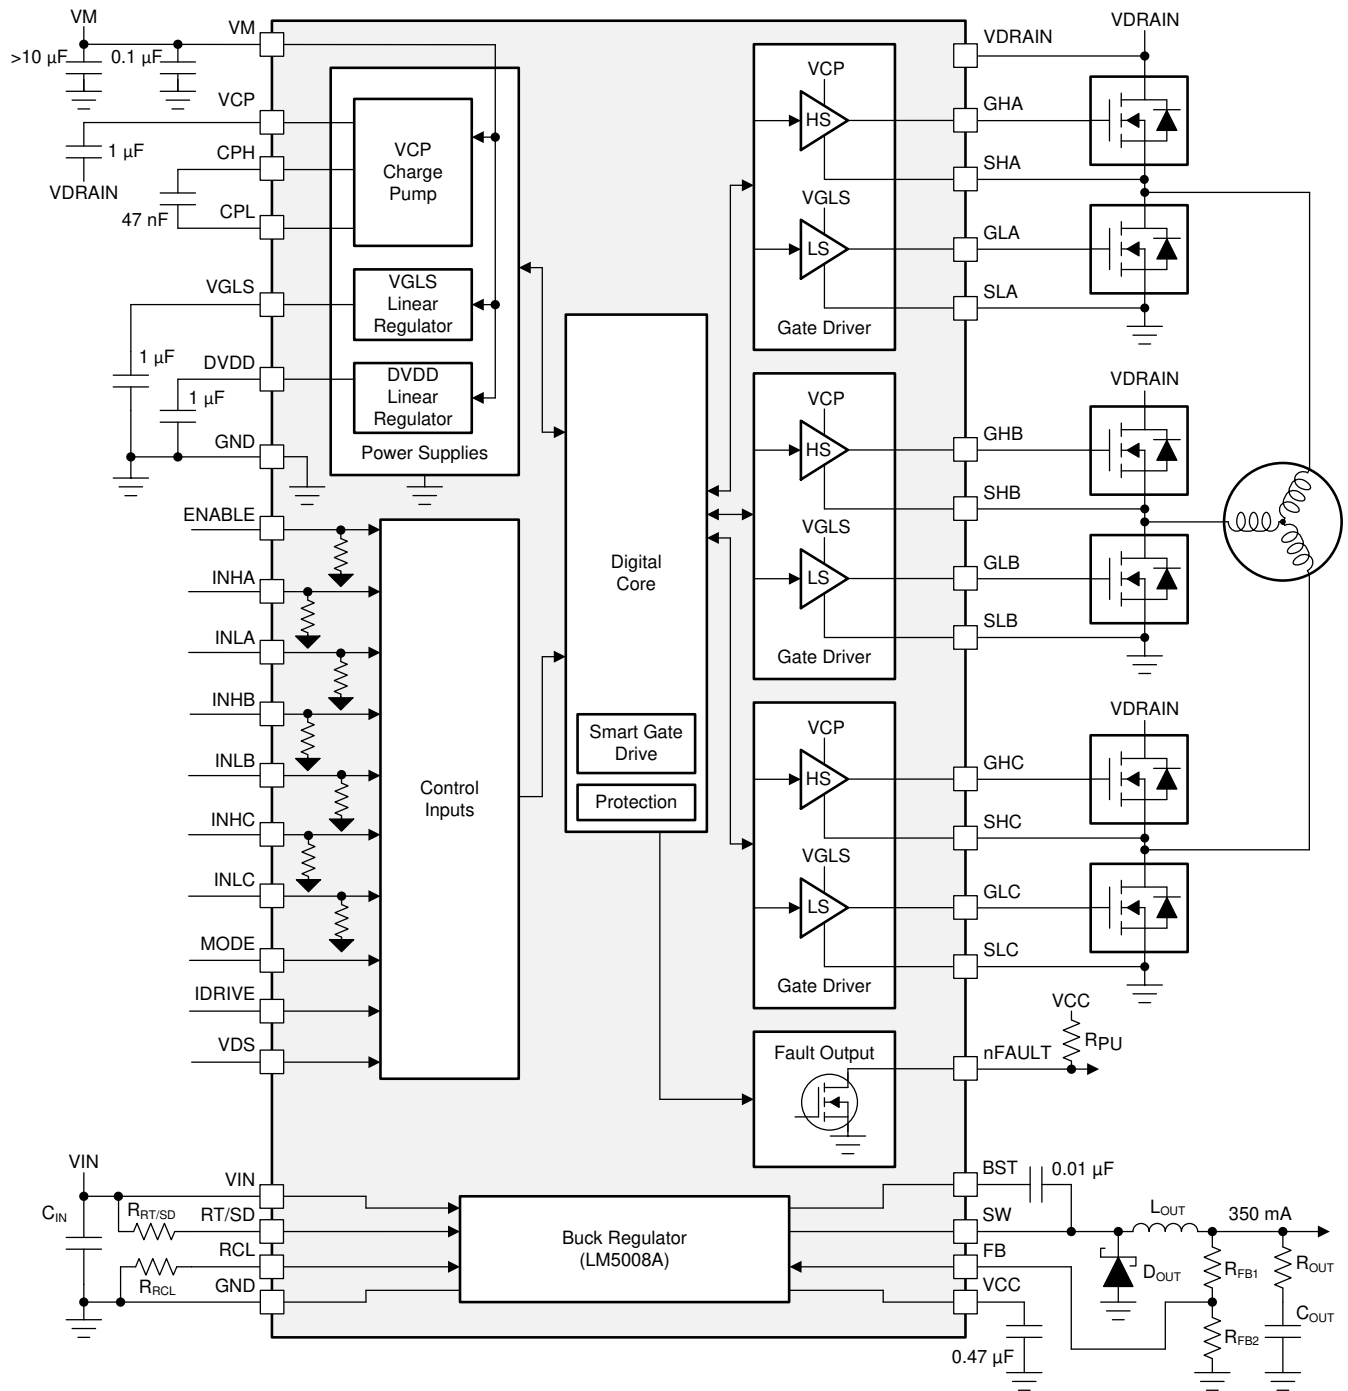 VM
>10 µF
0.1 µF
VM
VCP
1 µF
VDRAIN
CPH
47 nF
CPL
VGLS
1 µF
DVDD
1 µF
GND
VCP
Charge
Pump
VGLS
Linear
Regulator
DVDD
Linear
Regulator
Power Supplies
ENABLE
INHA
INLA
INHB
INLB
INHC
INLC
MODE
IDRIVE
VDS
Control
Inputs
Digital
Core
Smart Gate
Drive
Protection
VCP
HS
VGLS
LS
Gate Driver
VCP
HS
VGLS
LS
Gate Driver
VCP
HS
VGLS
LS
Gate Driver
Fault Output
VDRAIN
VDRAIN
GHA
SHA
GLA
SLA
VDRAIN
GHB
SHB
GLB
SLB
VDRAIN
GHC
SHC
GLC
SLC
VCC
RPU
nFAULT
VIN
CIN
RRT/SD
RRCL
VIN
RT/SD
RCL
GND
Buck Regulator
(LM5008A)
BST
0.01 µF
SW
FB
VCC
0.47 µF
LOUT
350 mA
DOUT
RFB1
RFB2
ROUT
COUT